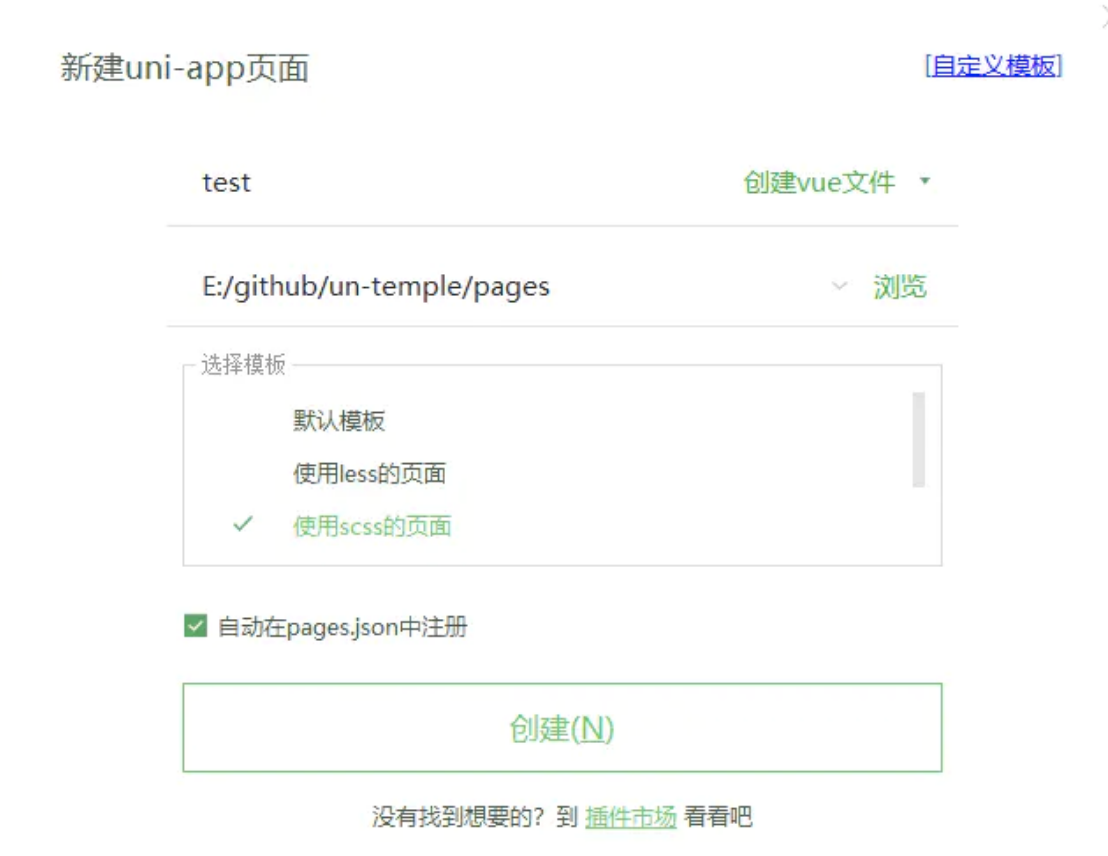 新建uni-app页面 [自定义模板]
test 创建vue文件
E:/github/un-temple/pages 浏览
选择模板
默认模板
使用less的页面
使用scss的页面
自动在pages.json中注册
创建(N)
没有找到想要的？到 插件市场 看看吧